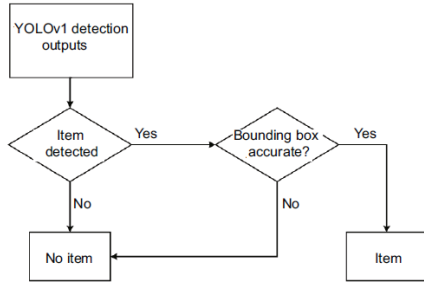 YOLOv1 detection
outputs
Item
detected
Yes
Bounding box
accurate?
Yes
No
No
No item
Item